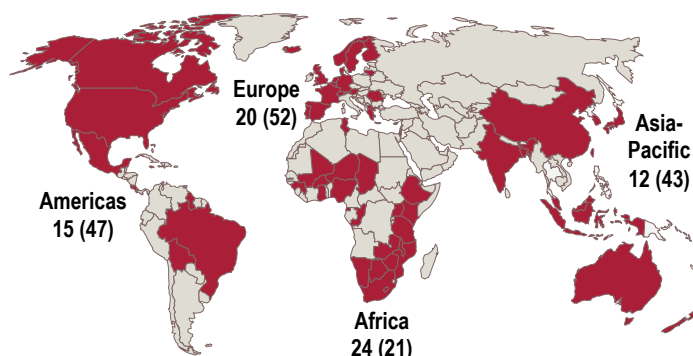 Europe
20 (52)
Asia-
Pacific
12 (43)
Americas
15 (47)
Africa
24 (21)